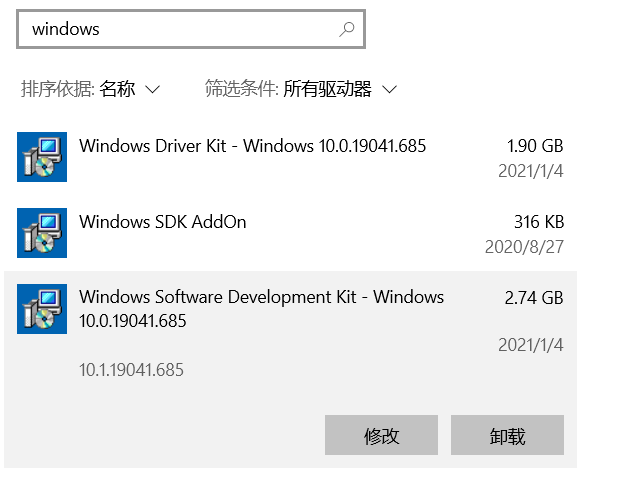 windows
排序依据: 名称
筛选条件: 所有驱动器
Windows Driver Kit - Windows 10.0.19041.685
1.90 GB
2021/1/4
Windows SDK AddOn
316 KB
2020/8/27
Windows Software Development Kit - Windows
10.0.19041.685
2.74 GB
2021/1/4
10.1.19041.685
修改
卸载